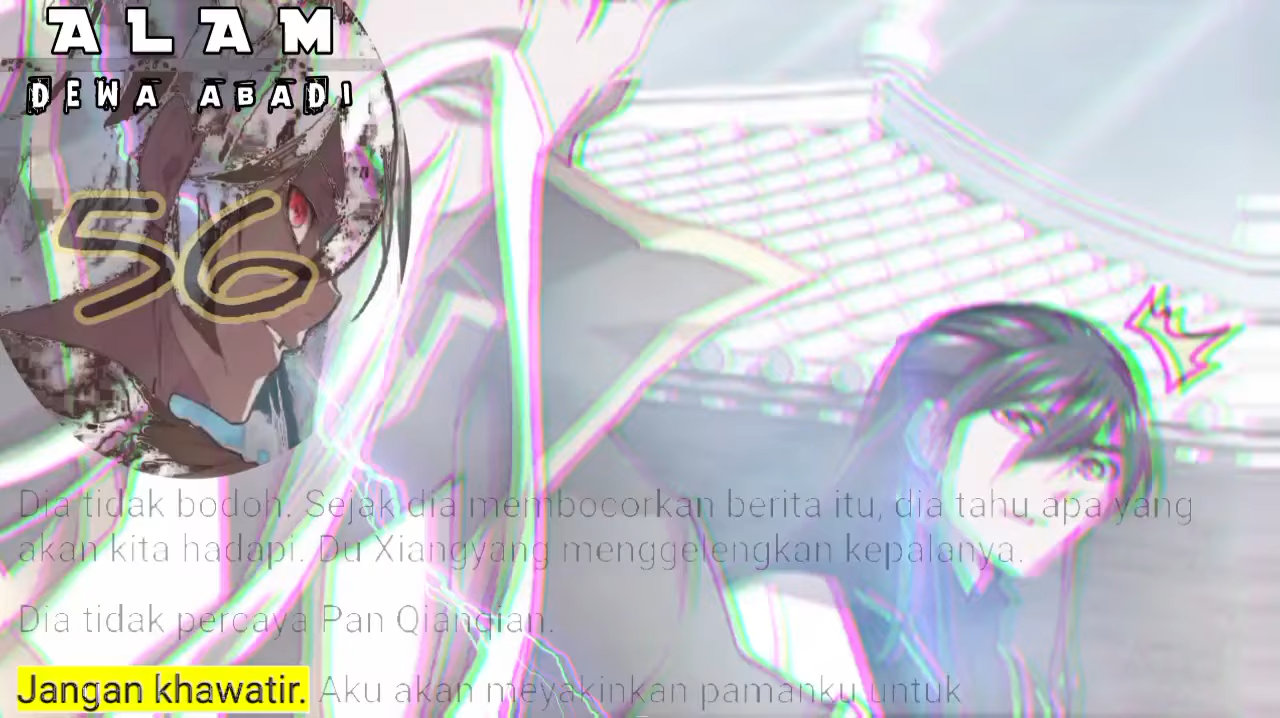 ALAM
DEWA ABADI
56
Dia tidak bodoh. Sejak dia membocorkan berita itu, dia tahu apa yang
akan kita hadapi. Du Xiangyang menggelengkan kepalanya.
Dia tidak percaya Pan Qianqian.
Jangan khawatir. Aku akan meyakinkan pamanku untuk